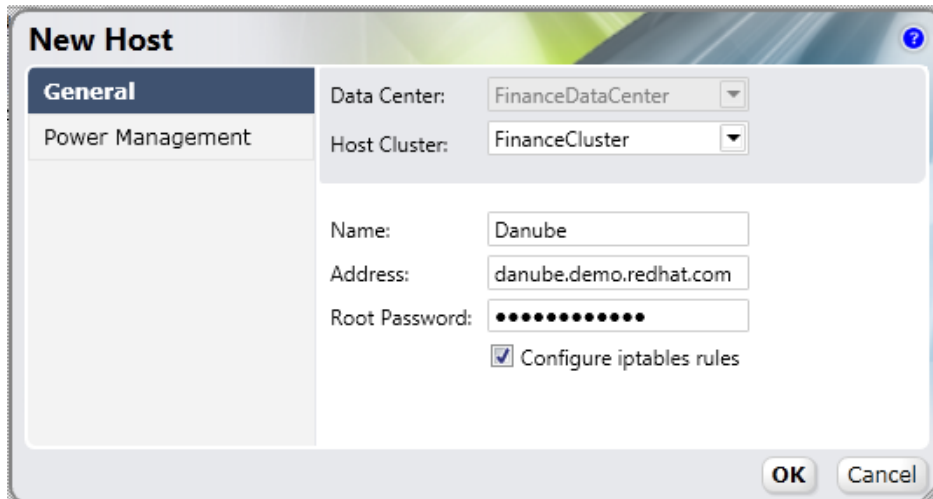 New Host
?
General
Power Management
Data Center: FinanceDataCenter
Host Cluster: FinanceCluster
Name: Danube
Address: danube.demo.redhat.com
Root Password: ●●●●●●●●●●●●
Configure iptables rules
OK Cancel